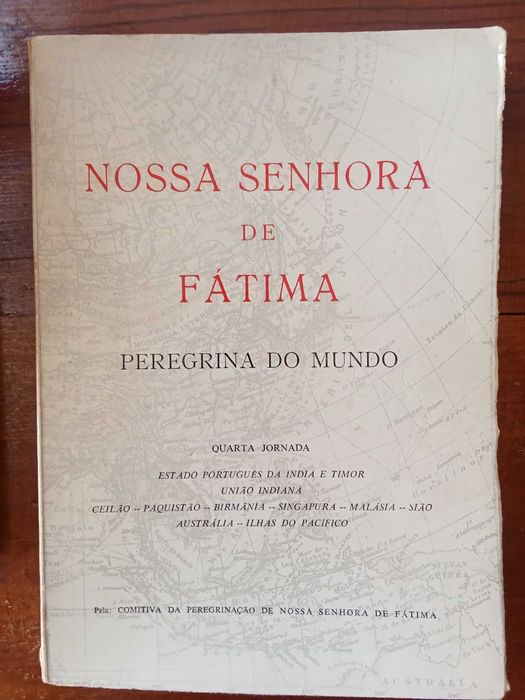 NOSSA SENHORA
DE
FÁTIMA
PEREGRINA DO MUNDO
QUARTA JORNADA
ESTADO PORTUGUÊS DA INDIA E TIMOR
UNIÃO INDIANA
CEILÃO -- PAQUISTÃO -- BIRMÂNIA -- SINGAPURA -- MALÁSIA -- SIÃO
AUSTRÁLIA -- ILHAS DO PACIFICO
Pela: COMITIVA DA PEREGRINAÇÃO DE NOSSA SENHORA DE FÁTIMA
AUSTRALIA